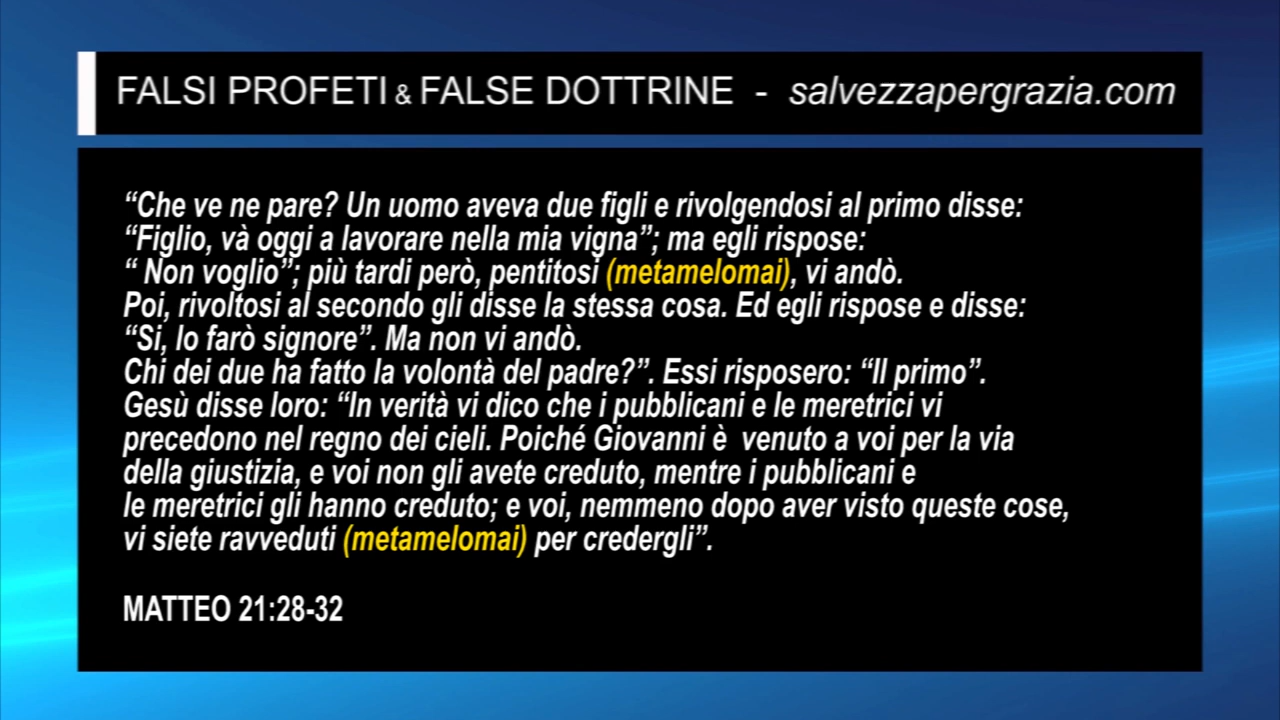 FALSI PROFETI & FALSE DOTTRINE - salvezzapergrazia.com
“Che ve ne pare? Un uomo aveva due figli e rivolgendosi al primo disse:
“Figlio, và oggi a lavorare nella mia vigna”; ma egli rispose:
“ Non voglio”; più tardi però, pentitosi (metamelomai), vi andò.
Poi, rivoltosi al secondo gli disse la stessa cosa. Ed egli rispose e disse:
“Si, lo farò signore”. Ma non vi andò.
Chi dei due ha fatto la volontà del padre?”. Essi risposero: “Il primo”.
Gesù disse loro: “In verità vi dico che i pubblicani e le meretrici vi
precedono nel regno dei cieli. Poiché Giovanni è venuto a voi per la via
della giustizia, e voi non gli avete creduto, mentre i pubblicani e
le meretrici gli hanno creduto; e voi, nemmeno dopo aver visto queste cose,
vi siete ravveduti (metamelomai) per credergli”.
MATTEO 21:28-32